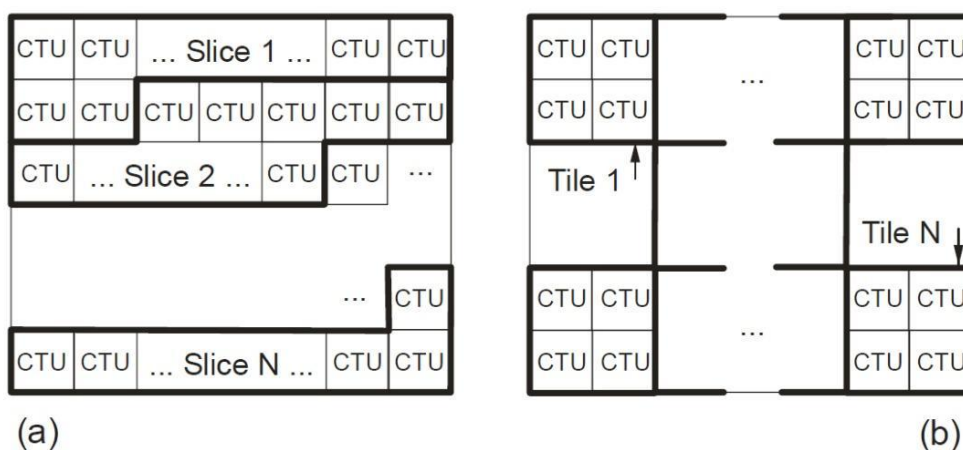 CTU CTU ... Slice 1 ... CTU CTU
CTU CTU CTU CTU CTU CTU CTU
CTU ... Slice 2 ... CTU CTU ...
... CTU
CTU CTU ... Slice N ... CTU CTU
(a)
CTU CTU ... CTU CTU
CTU CTU CTU CTU
Tile 1
Tile N
CTU CTU CTU CTU
CTU CTU ... CTU CTU
(b)